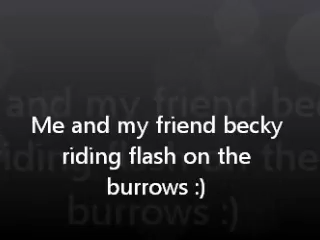 Me and my friend becky
riding flash on the
burrows :)